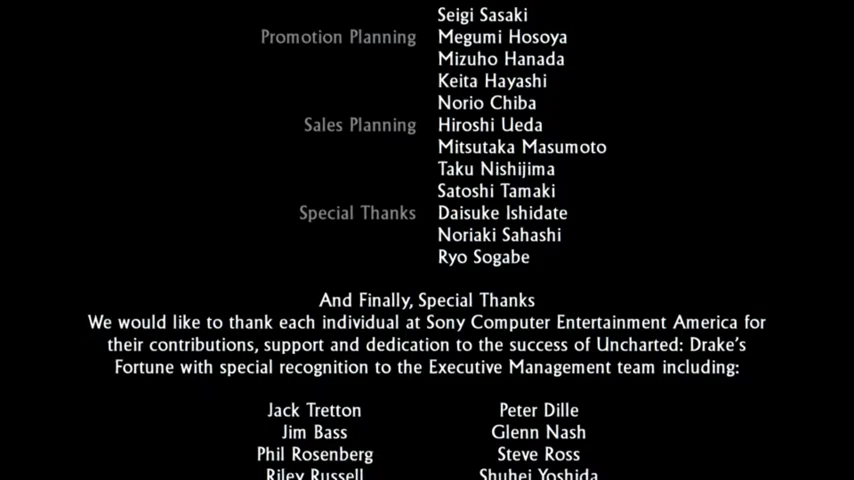 Seigi Sasaki
Promotion Planning Megumi Hosoya
Mizuho Hanada
Keita Hayashi
Norio Chiba
Sales Planning Hiroshi Ueda
Mitsutaka Masumoto
Taku Nishijima
Satoshi Tamaki
Special Thanks Daisuke Ishidate
Noriaki Sahashi
Ryo Sogabe
And Finally, Special Thanks
We would like to thank each individual at Sony Computer Entertainment America for
their contributions, support and dedication to the success of Uncharted: Drake's
Fortune with special recognition to the Executive Management team including:
Jack Tretton Peter Dille
Jim Bass Glenn Nash
Phil Rosenberg Steve Ross
Riley Russell Shuhei Yoshida